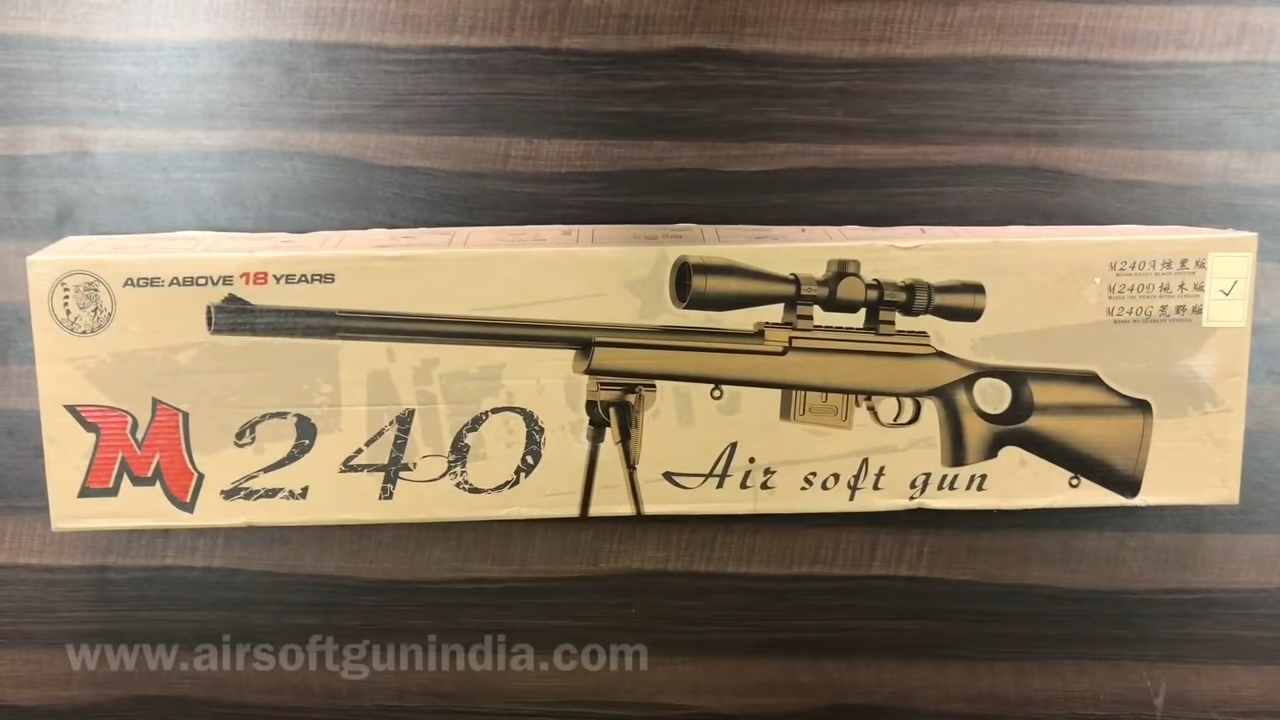 AGE: ABOVE 18 YEARS
M240A 炫黑版
M240D 桃木版
M240G 荒野版
M240
Air soft gun
www.airsoftgunindia.com